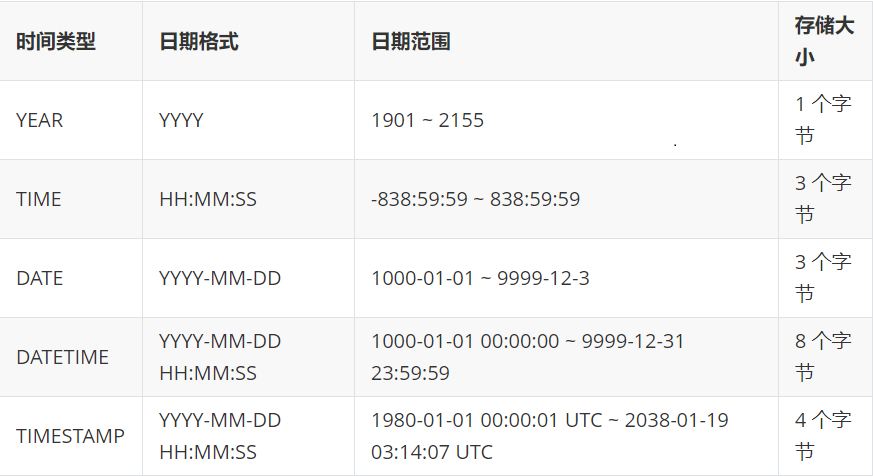 时间类型 日期格式 日期范围 存储大
小
YEAR YYYY 1901 ~ 2155 1 个字
节
TIME HH:MM:SS -838:59:59 ~ 838:59:59 3 个字
节
DATE YYYY-MM-DD 1000-01-01 ~ 9999-12-3 3 个字
节
DATETIME YYYY-MM-DD 1000-01-01 00:00:00 ~ 9999-12-31 8 个字
HH:MM:SS 23:59:59 节
TIMESTAMP YYYY-MM-DD 1980-01-01 00:00:01 UTC ~ 2038-01-19 4 个字
HH:MM:SS 03:14:07 UTC 节